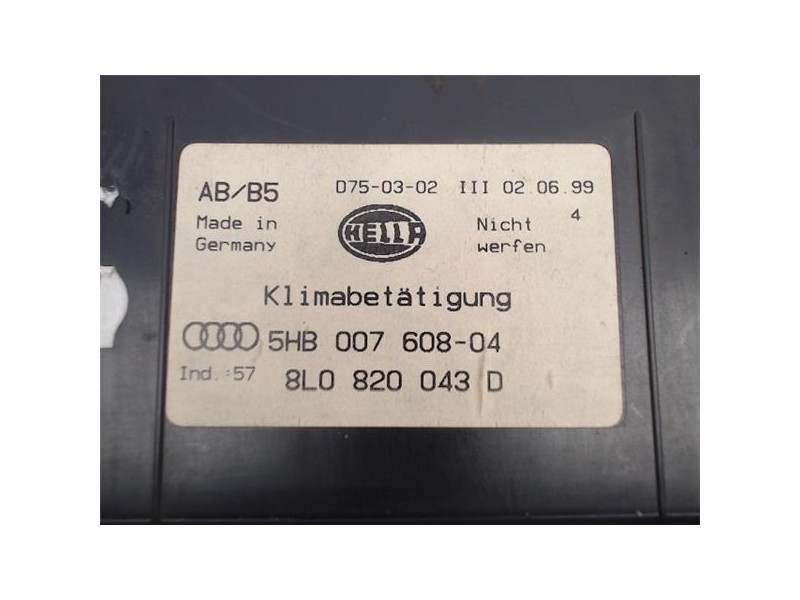 AB/B5 D75-03-02 III 02.06.99
Made in Germany HELLA Nicht werfen 4
Klimabetätigung
5HB 007 608-04
Ind.:57 8L0 820 043 D